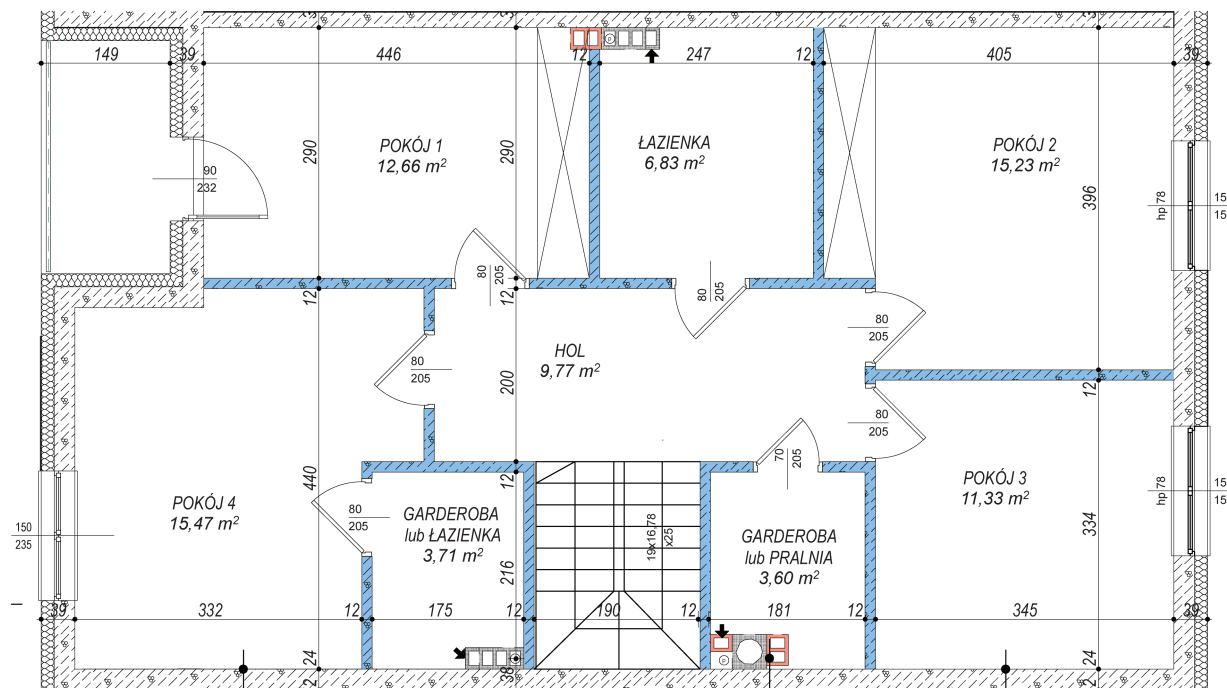 149
39
446
12
247
12
405
39
POKÓJ 1
12,66 m²
ŁAZIENKA
6,83 m²
POKÓJ 2
15,23 m²
290
290
396
90
232
hp 78
15
15
80
205
80
205
12
12
80
205
HOL
9,77 m²
80
205
200
12
80
205
70
205
440
12
POKÓJ 4
15,47 m²
80
205
GARDEROBA
lub ŁAZIENKA
3,71 m²
216
19x16,78
x25
GARDEROBA
lub PRALNIA
3,60 m²
POKÓJ 3
11,33 m²
334
hp 78
15
15
150
235
39
332
12
175
12
190
12
181
12
345
39
24
38
24
P
P